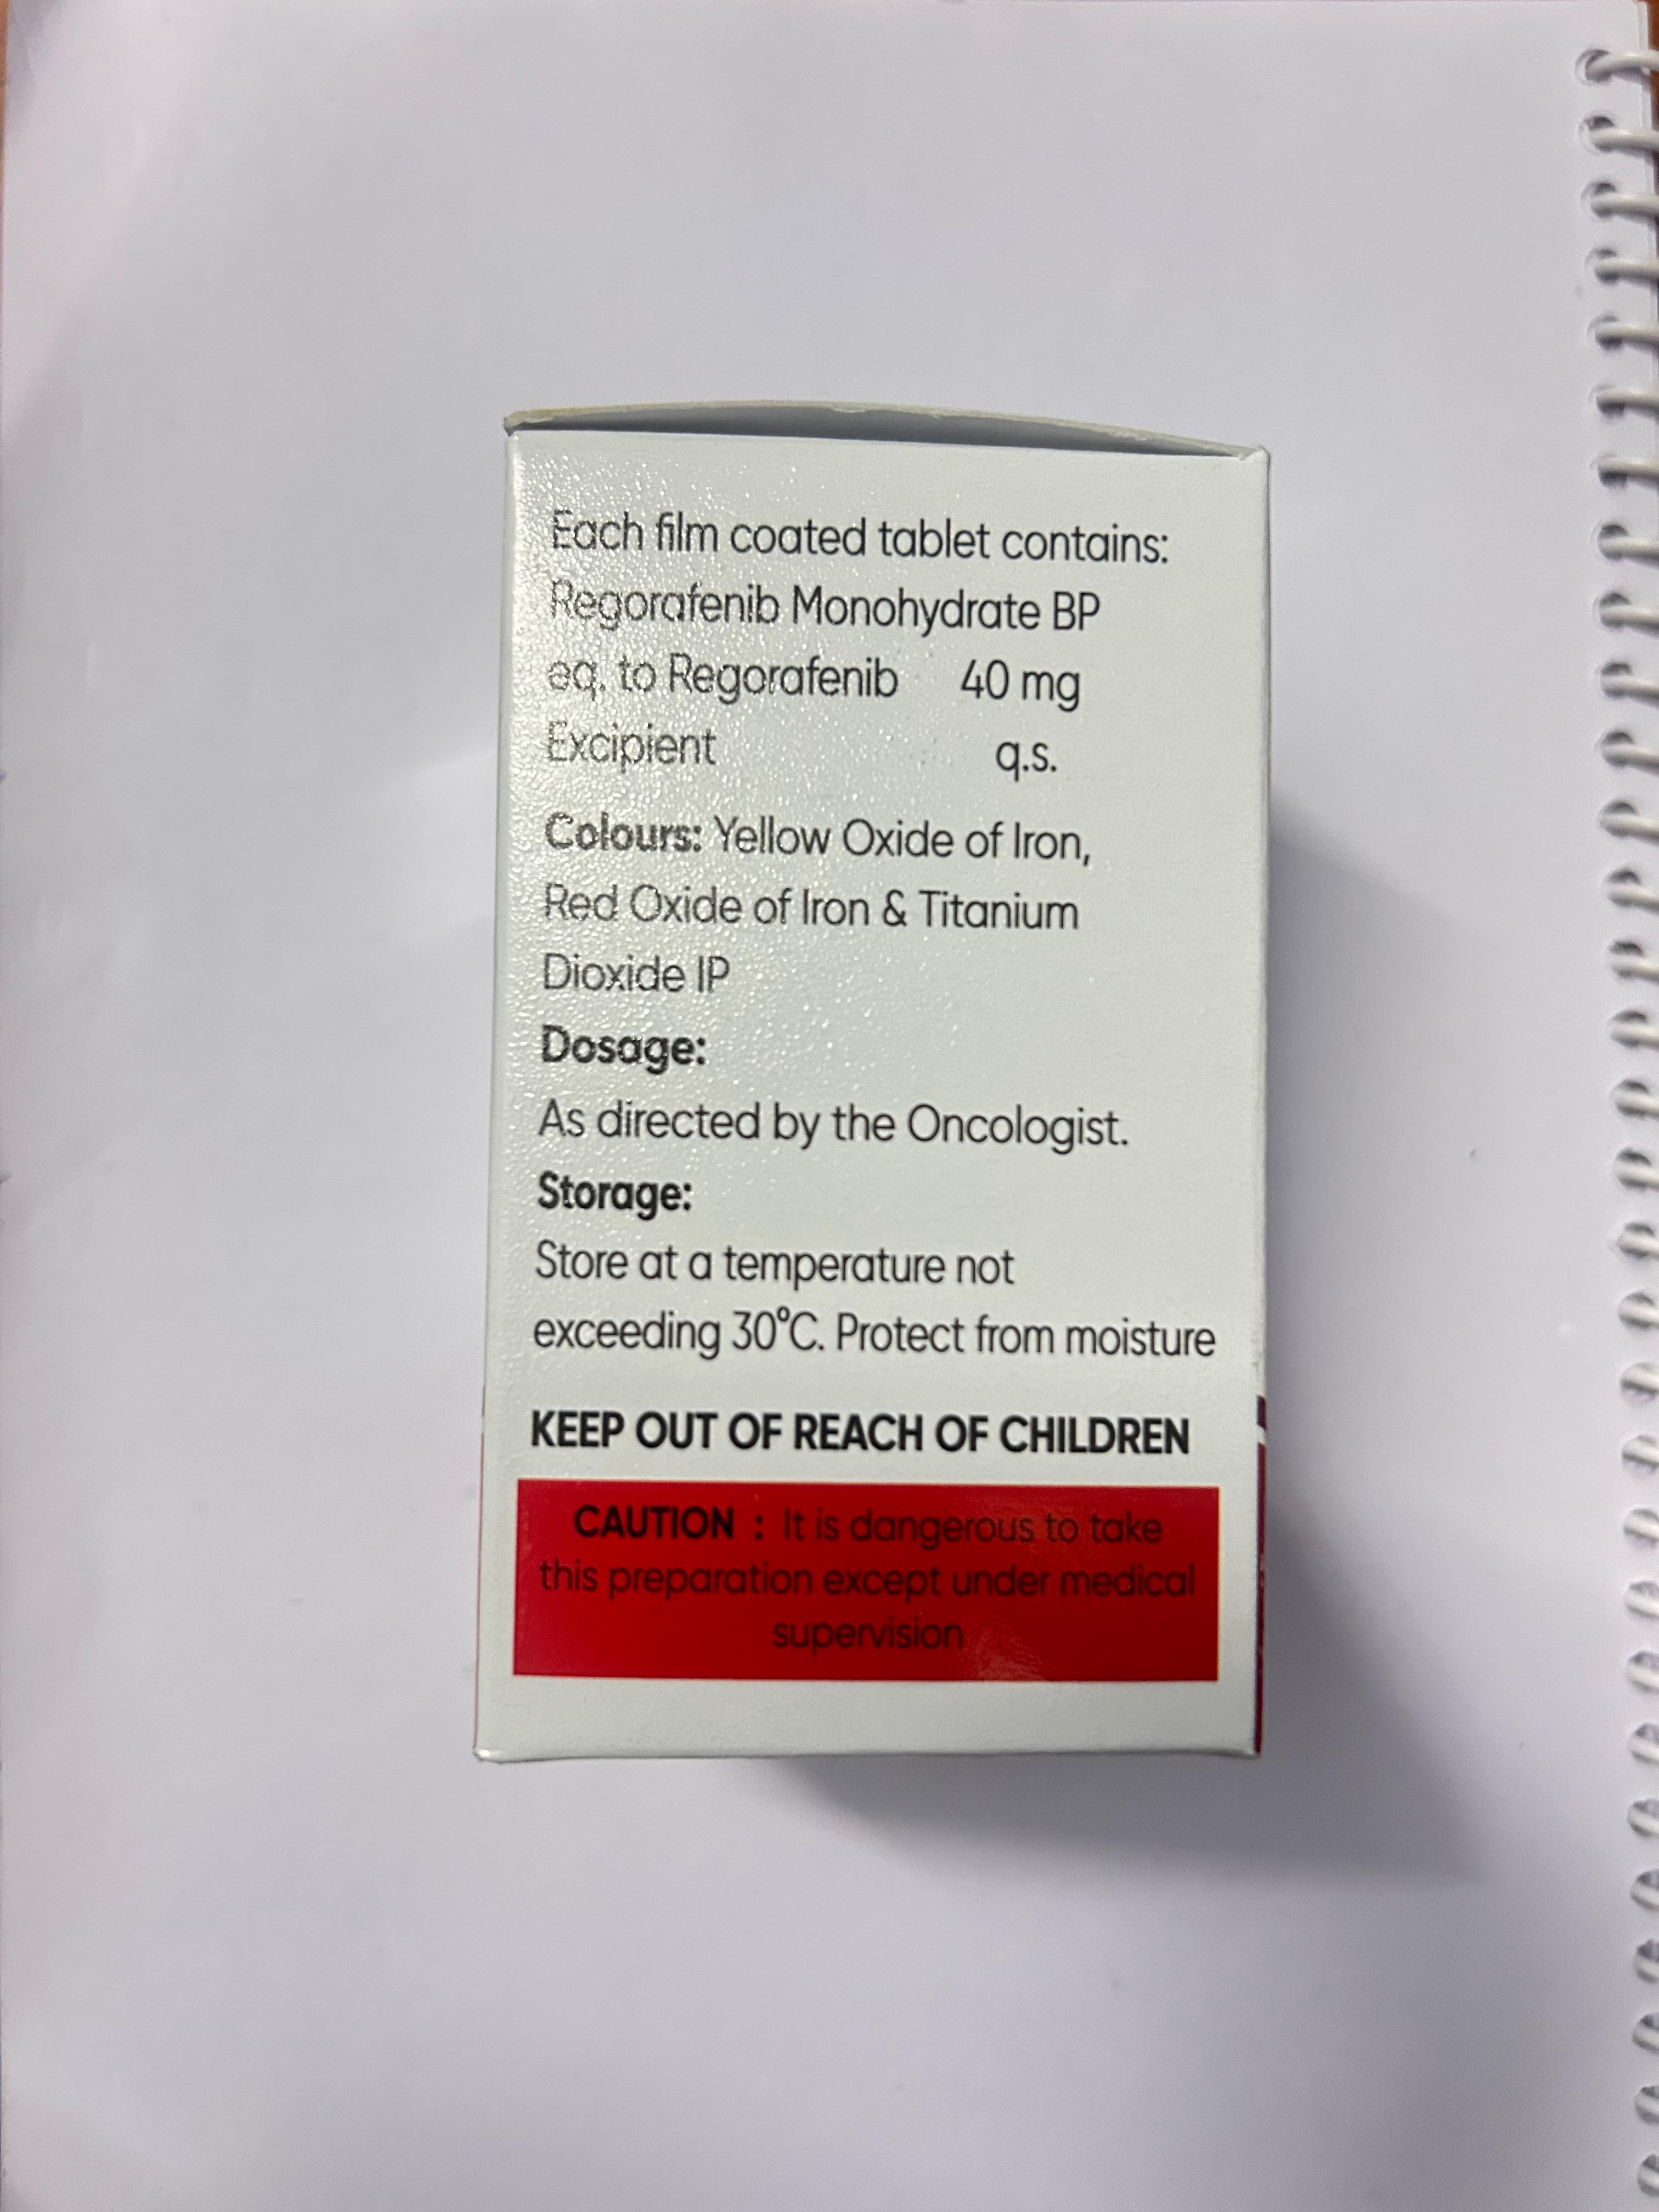 Each film coated tablet contains:
Regorafenib Monohydrate BP
eq. to Regorafenib 40 mg
Excipient q.s.
Colours: Yellow Oxide of Iron,
Red Oxide of Iron & Titanium
Dioxide IP
Dosage:
As directed by the Oncologist.
Storage:
Store at a temperature not
exceeding 30°C. Protect from moisture
KEEP OUT OF REACH OF CHILDREN
CAUTION : It is dangerous to take
this preparation except under medical
supervision